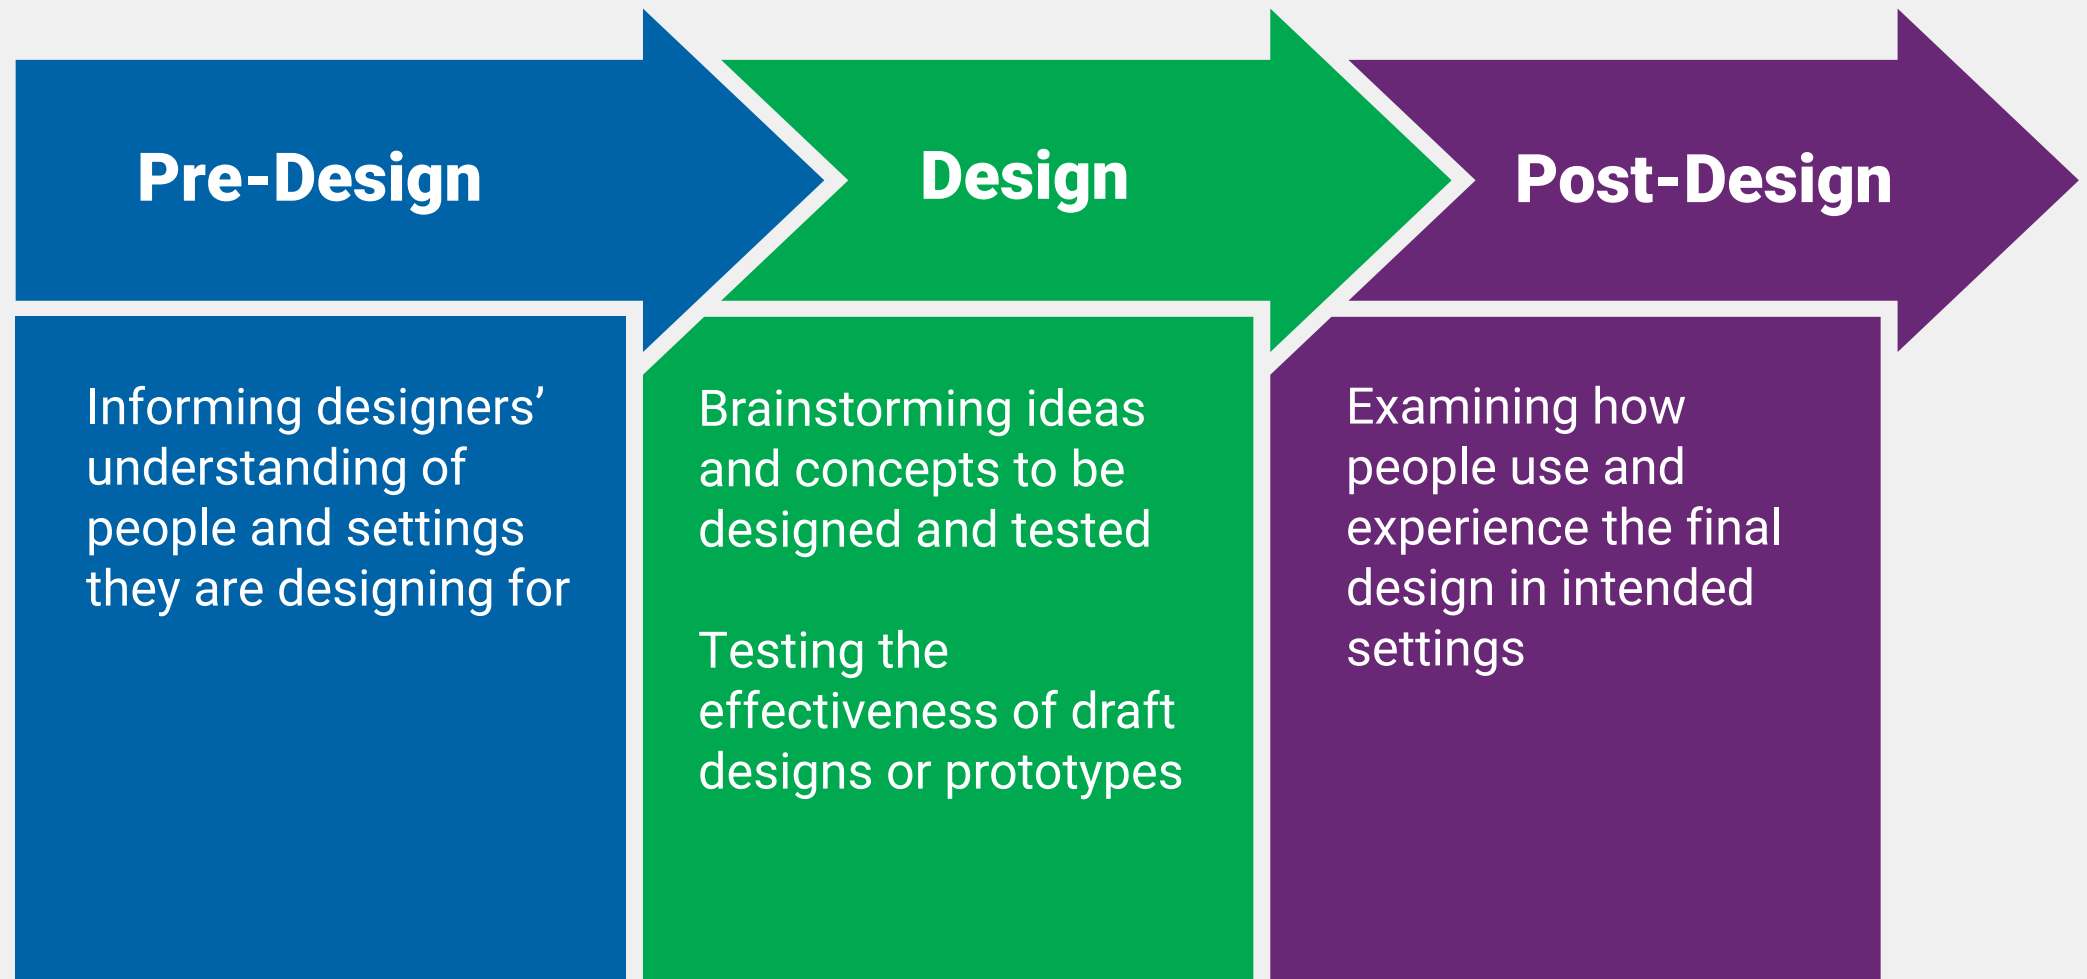 Pre-Design
Informing designers’
understanding of
people and settings
they are designing for
Design
Brainstorming ideas
and concepts to be
designed and tested
Testing the
effectiveness of draft
designs or prototypes
Post-Design
Examining how
people use and
experience the final
design in intended
settings